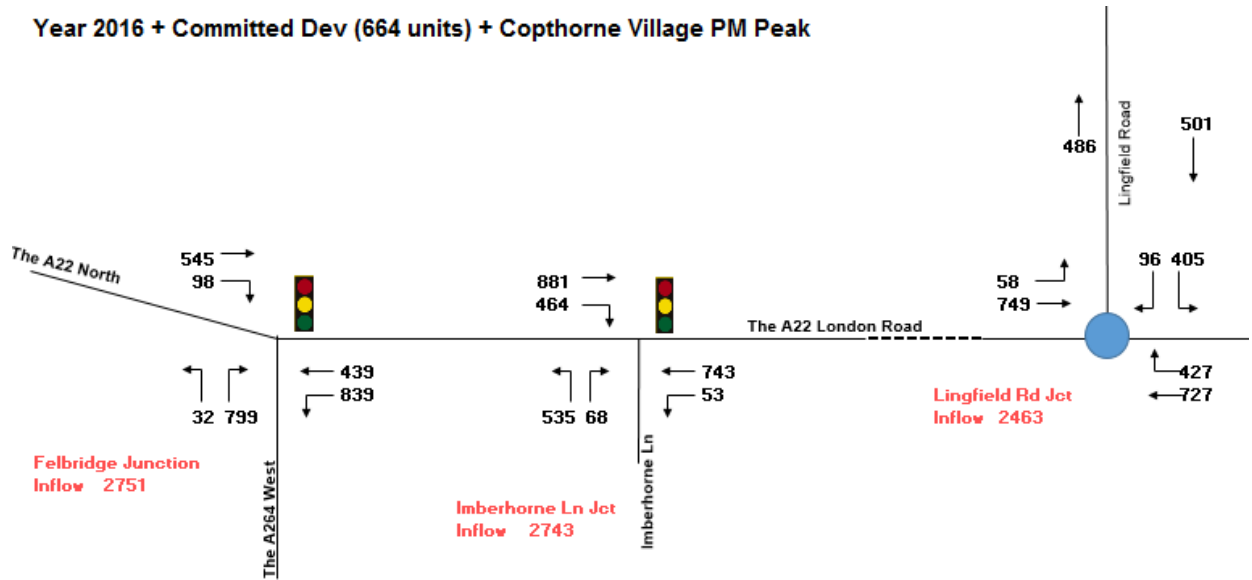 Year 2016 + Committed Dev (664 units) + Copthorne Village PM Peak
486
Lingfield Road
501
The A22 North
545
98
881
464
58
749
96 405
The A22 London Road
439
839
32 799
743
53
535 68
427
727
Lingfield Rd Jct
Inflow 2463
Felbridge Junction
Inflow 2751
The A264 West
Imberhorne Ln Jct
Inflow 2743
Imberhorne Ln